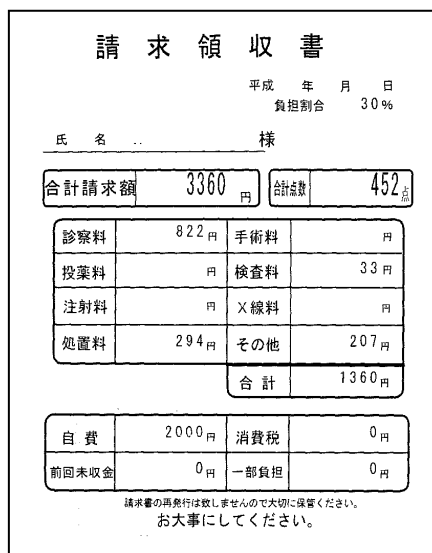 請求領収書
平成 年 月 日
負担割合 30%
氏 名 .. 様
合計請求額 3360円 合計点数 452点
診察料 822円 手術料 円
投薬料 円 検査料 33円
注射料 円 X線料 円
処置料 294円 その他 207円
合計 1360円
自費 2000円 消費税 0円
前回未収金 0円 一部負担 0円
請求書の再発行は致しませんので大切に保管ください。
お大事にしてください。